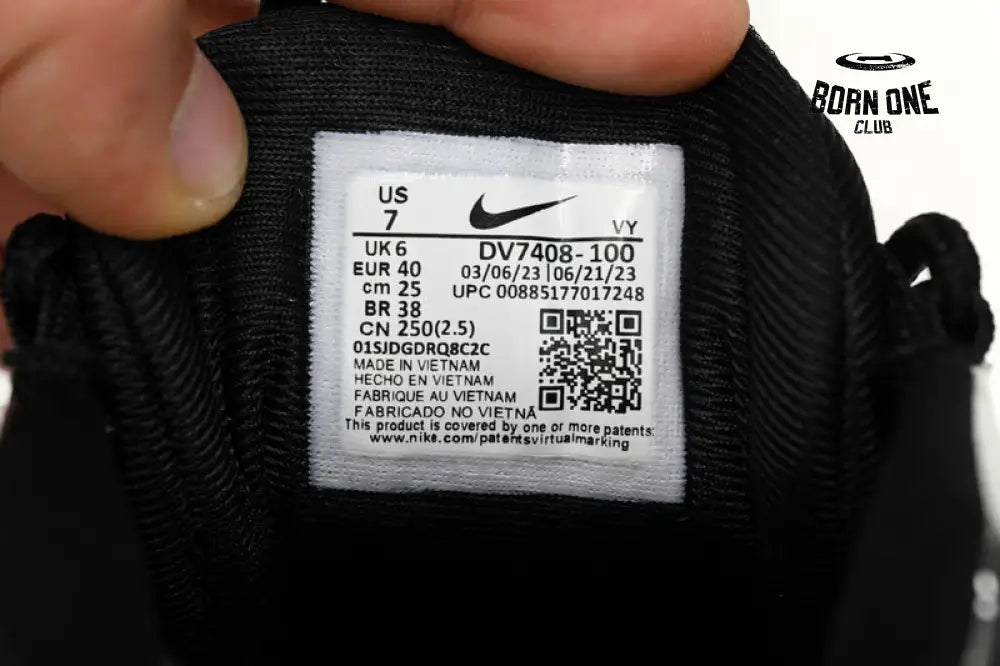 BORN ONE
CLUB
US
7
VY
UK 6
DV7408-100
EUR 40
03/06/23 | 06/21/23
cm 25
UPC 00885177017248
BR 38
CN 250(2.5)
01SJDGDRQ8C2C
MADE IN VIETNAM
HECHO EN VIETNAM
FABRIQUE AU VIETNAM
FABRICADO NO VIETNÃ
This product is covered by one or more patents:
www.nike.com/patentsvirtualmarking